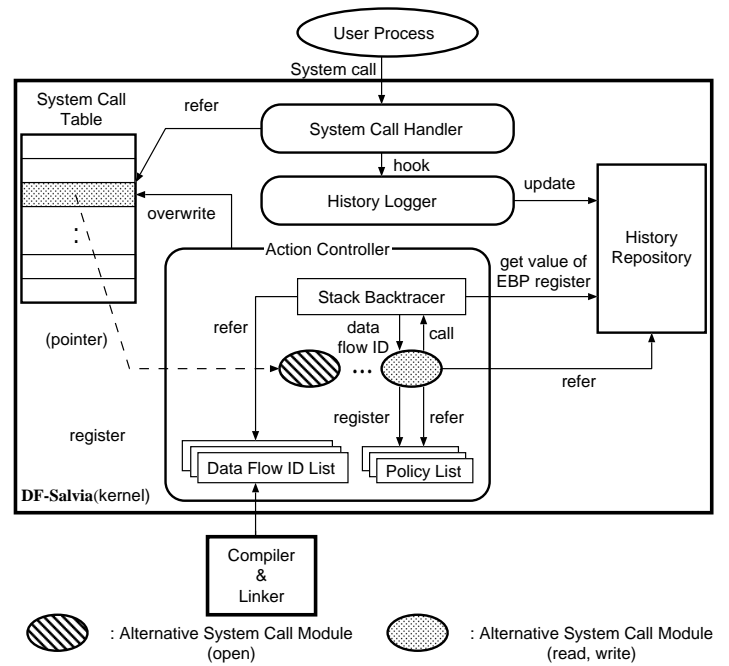 User Process
System call
System Call
Table
refer
System Call Handler
hook
History Logger
update
overwrite
:
History
Repository
Action Controller
get value of
EBP register
Stack Backtracer
(pointer)
refer
data
flow ID
call
...
refer
register
register
refer
Data Flow ID List
Policy List
DF-Salvia(kernel)
Compiler
&
Linker
: Alternative System Call Module
(open)
: Alternative System Call Module
(read, write)